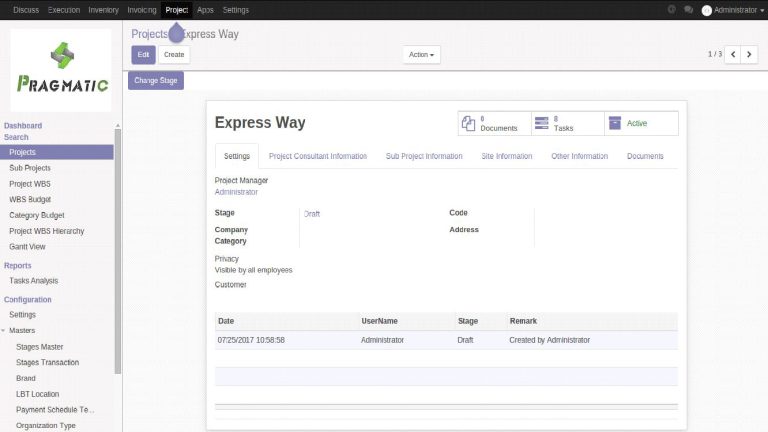 Discuss Execution Inventory Invoicing Project Apps Settings Administrator
PRAGMATIC
Projects Express Way
Edit Create Action 1 / 3
Change Stage
Dashboard
Search
Projects
Sub Projects
Project WBS
WBS Budget
Category Budget
Project WBS Hierarchy
Gantt View
Reports
Tasks Analysis
Configuration
Settings
Masters
Stages Master
Stages Transaction
Brand
LBT Location
Payment Schedule Te...
Organization Type
Express Way
Documents
8
Tasks
Active
Settings Project Consultant Information Sub Project Information Site Information Other Information Documents
Project Manager
Administrator
Stage Draft Code
Company Address
Category
Privacy
Visible by all employees
Customer
Date UserName Stage Remark
07/25/2017 10:58:58 Administrator Draft Created by Administrator